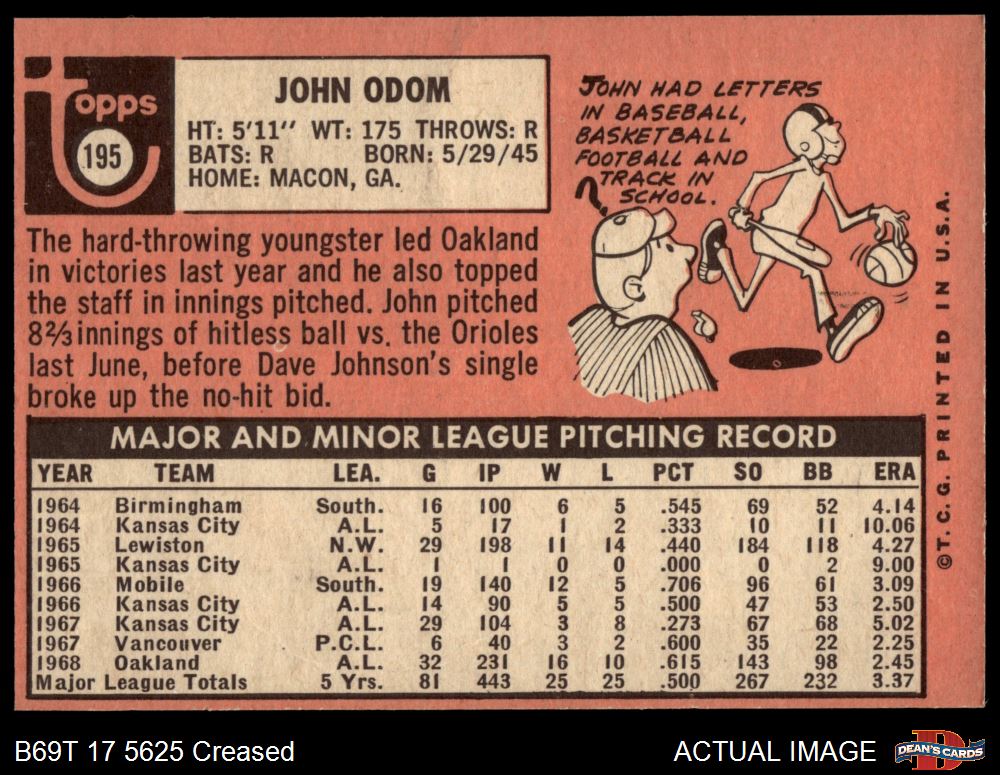 Topps
195
JOHN ODOM
HT: 5'11" WT: 175 THROWS: R
BATS: R BORN: 5/29/45
HOME: MACON, GA.
JOHN HAD LETTERS
IN BASEBALL,
BASKETBALL
FOOTBALL AND
TRACK IN
SCHOOL.
?
The hard-throwing youngster led Oakland
in victories last year and he also topped
the staff in innings pitched. John pitched
8⅔ innings of hitless ball vs. the Orioles
last June, before Dave Johnson's single
broke up the no-hit bid.
MAJOR AND MINOR LEAGUE PITCHING RECORD
YEAR TEAM LEA. G IP W L PCT SO BB ERA
1964 Birmingham South. 16 100 6 5 .545 69 52 4.14
1964 Kansas City A.L. 5 17 1 2 .333 10 11 10.06
1965 Lewiston N.W. 29 198 11 14 .440 184 118 4.27
1965 Kansas City A.L. 1 1 0 0 .000 0 2 9.00
1966 Mobile South. 19 140 12 5 .706 96 61 3.09
1966 Kansas City A.L. 14 90 5 5 .500 47 53 2.50
1967 Kansas City A.L. 29 104 3 8 .273 67 68 5.02
1967 Vancouver P.C.L. 6 40 3 2 .600 35 22 2.25
1968 Oakland A.L. 32 231 16 10 .615 143 98 2.45
Major League Totals 5 Yrs. 81 443 25 25 .500 267 232 3.37
©T.C.G. PRINTED IN U.S.A.
B69T 17 5625 Creased
ACTUAL IMAGE
DEAN'S CARDS